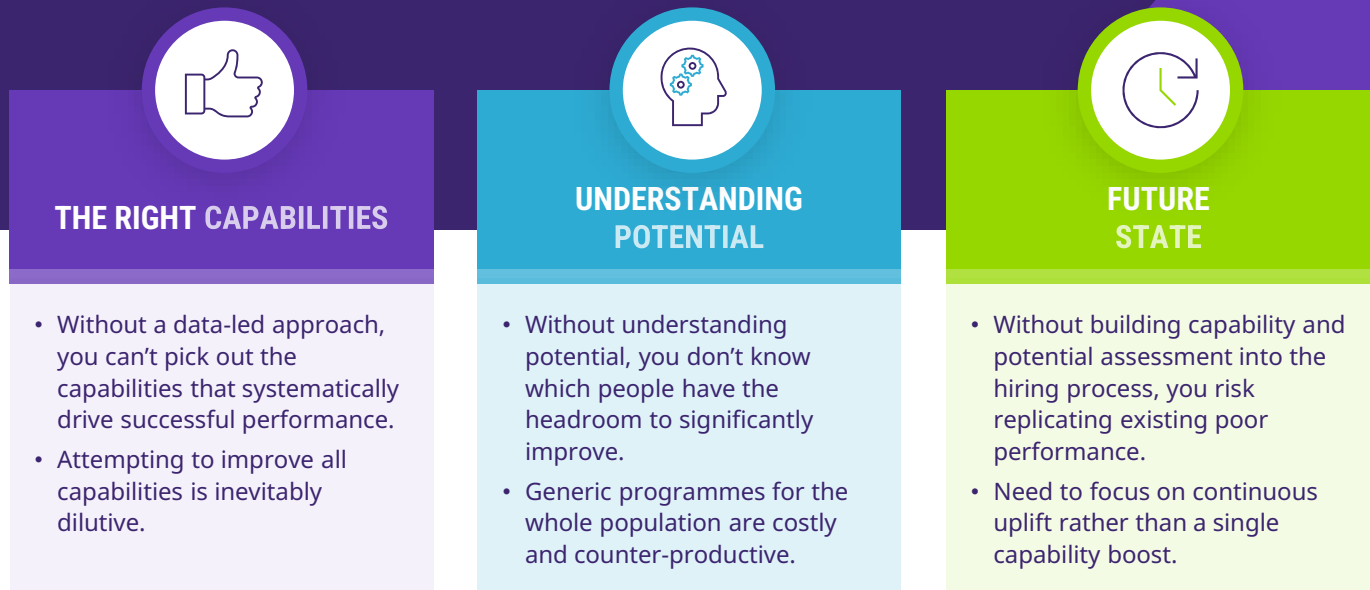 THE RIGHT CAPABILITIES
• Without a data-led approach,
you can’t pick out the
capabilities that systematically
drive successful performance.
• Attempting to improve all
capabilities is inevitably
dilutive.
UNDERSTANDING
POTENTIAL
• Without understanding
potential, you don’t know
which people have the
headroom to significantly
improve.
• Generic programmes for the
whole population are costly
and counter-productive.
FUTURE
STATE
• Without building capability and
potential assessment into the
hiring process, you risk
replicating existing poor
performance.
• Need to focus on continuous
uplift rather than a single
capability boost.